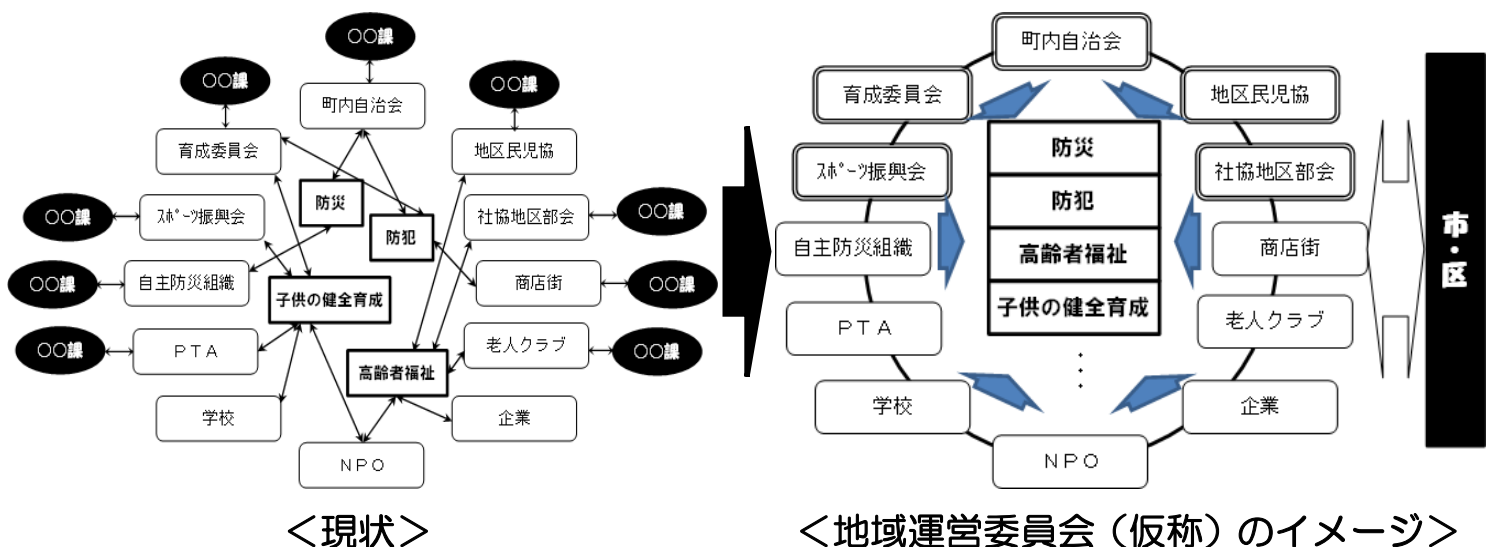 〇〇課
〇〇課
〇〇課
町内自治会
育成委員会
地区民児協
防災
〇〇課
スポーツ振興会
社協地区部会
〇〇課
防犯
〇〇課
自主防災組織
商店街
〇〇課
子供の健全育成
〇〇課
PTA
老人クラブ
〇〇課
高齢者福祉
学校
企業
NPO
<現状>
町内自治会
育成委員会
地区民児協
スポーツ振興会
社協地区部会
自主防災組織
商店街
PTA
老人クラブ
学校
企業
NPO
防災
防犯
高齢者福祉
子供の健全育成
市・区
<地域運営委員会(仮称)のイメージ>